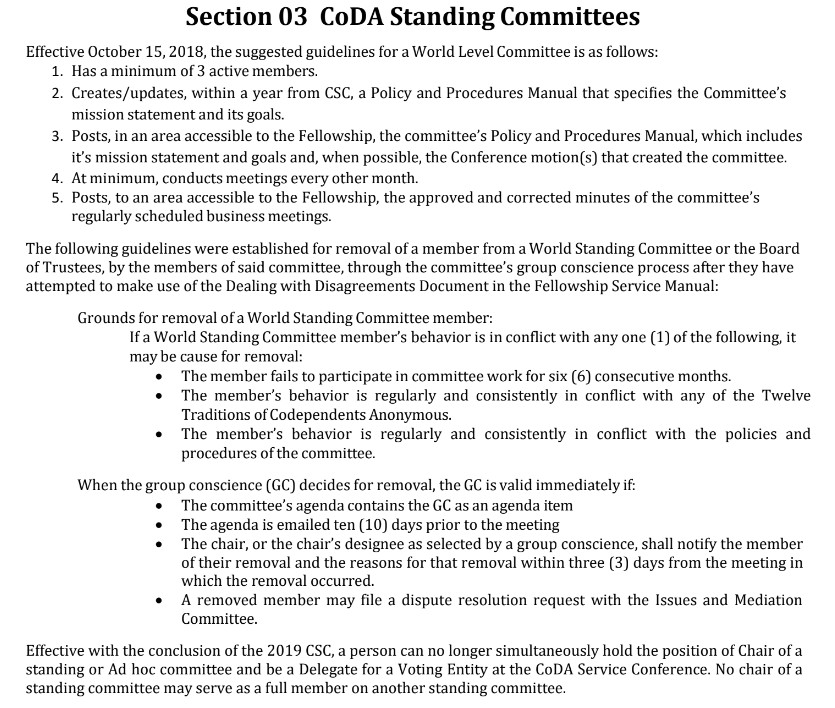 Section 03  CoDA Standing Committees
Effective October 15, 2018, the suggested guidelines for a World Level Committee is as follows:
1. Has a minimum of 3 active members.
2. Creates/updates, within a year from CSC, a Policy and Procedures Manual that specifies the Committee's
mission statement and its goals.
3. Posts, in an area accessible to the Fellowship, the committee's Policy and Procedures Manual, which includes
it's mission statement and goals and, when possible, the Conference motion(s) that created the committee.
4. At minimum, conducts meetings every other month.
5. Posts, to an area accessible to the Fellowship, the approved and corrected minutes of the committee's
regularly scheduled business meetings.
The following guidelines were established for removal of a member from a World Standing Committee or the Board
of Trustees, by the members of said committee, through the committee's group conscience process after they have
attempted to make use of the Dealing with Disagreements Document in the Fellowship Service Manual:
Grounds for removal of a World Standing Committee member:
If a World Standing Committee member's behavior is in conflict with any one (1) of the following, it
may be cause for removal:
• The member fails to participate in committee work for six (6) consecutive months.
• The member's behavior is regularly and consistently in conflict with any of the Twelve
Traditions of Codependents Anonymous.
• The member's behavior is regularly and consistently in conflict with the policies and
procedures of the committee.
When the group conscience (GC) decides for removal, the GC is valid immediately if:
• The committee's agenda contains the GC as an agenda item
• The agenda is emailed ten (10) days prior to the meeting
• The chair, or the chair's designee as selected by a group conscience, shall notify the member
of their removal and the reasons for that removal within three (3) days from the meeting in
which the removal occurred.
• A removed member may file a dispute resolution request with the Issues and Mediation
Committee.
Effective with the conclusion of the 2019 CSC, a person can no longer simultaneously hold the position of Chair of a
standing or Ad hoc committee and be a Delegate for a Voting Entity at the CoDA Service Conference. No chair of a
standing committee may serve as a full member on another standing committee.